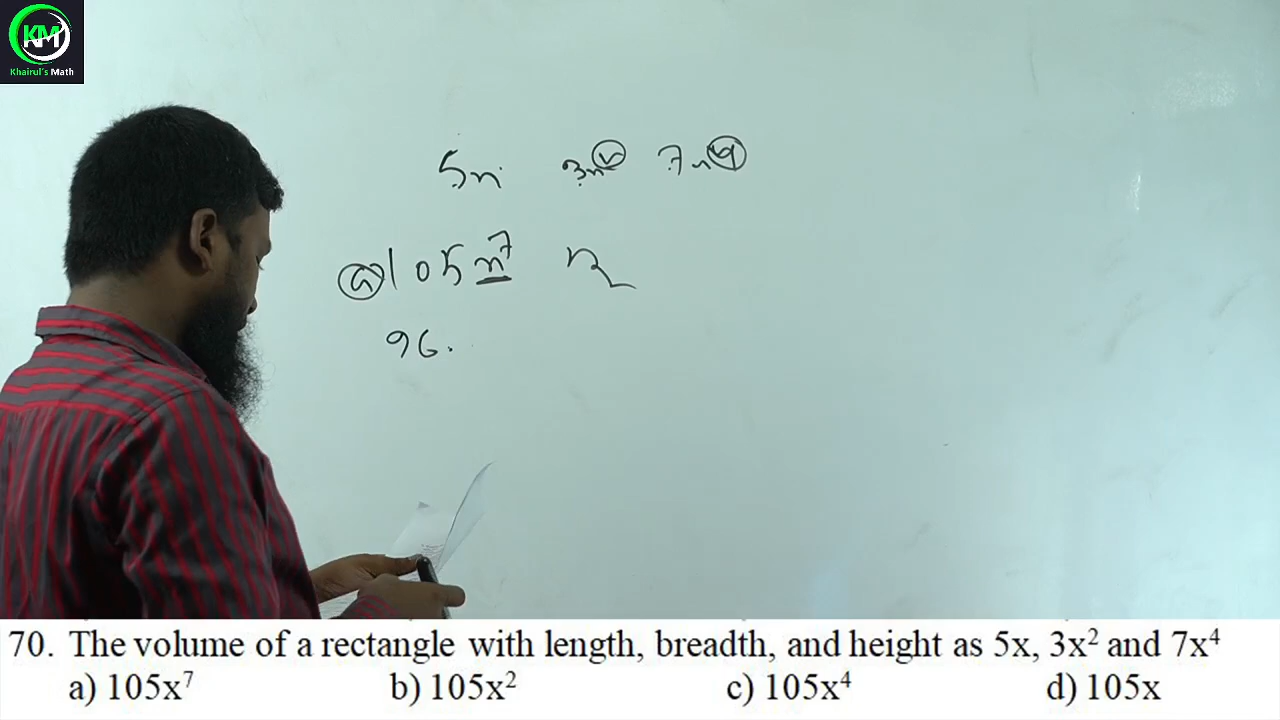 KM
Khairul's Math
5x 3x² 7x⁴
105x⁷
96.
70. The volume of a rectangle with length, breadth, and height as 5x, 3x² and 7x⁴
a) 105x⁷ b) 105x² c) 105x⁴ d) 105x